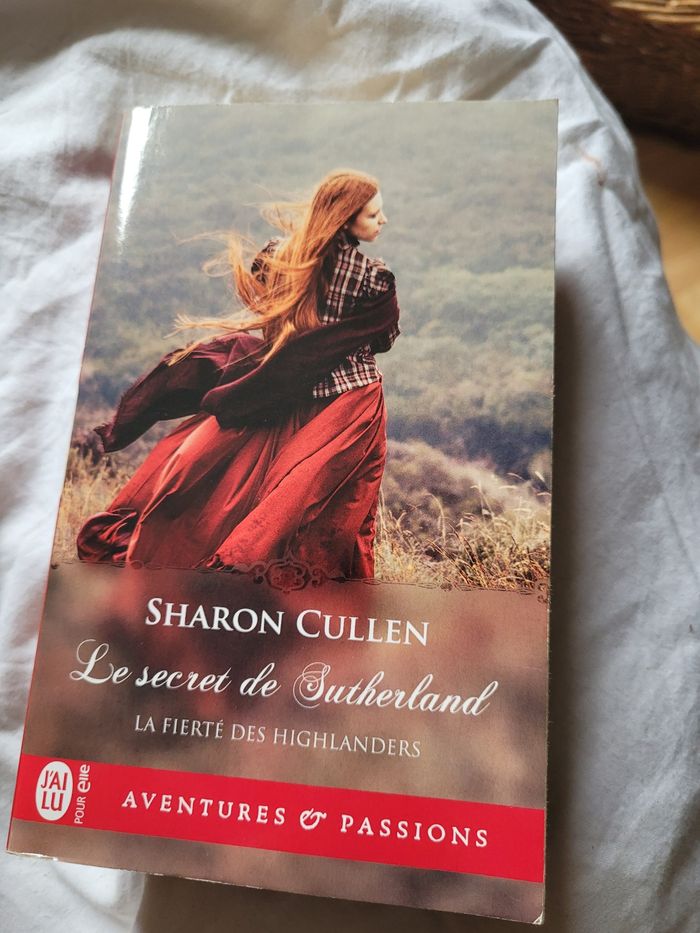 SHARON CULLEN
Le secret de Sutherland
LA FIERTÉ DES HIGHLANDERS
J'AI
LU
POUR elle
AVENTURES & PASSIONS